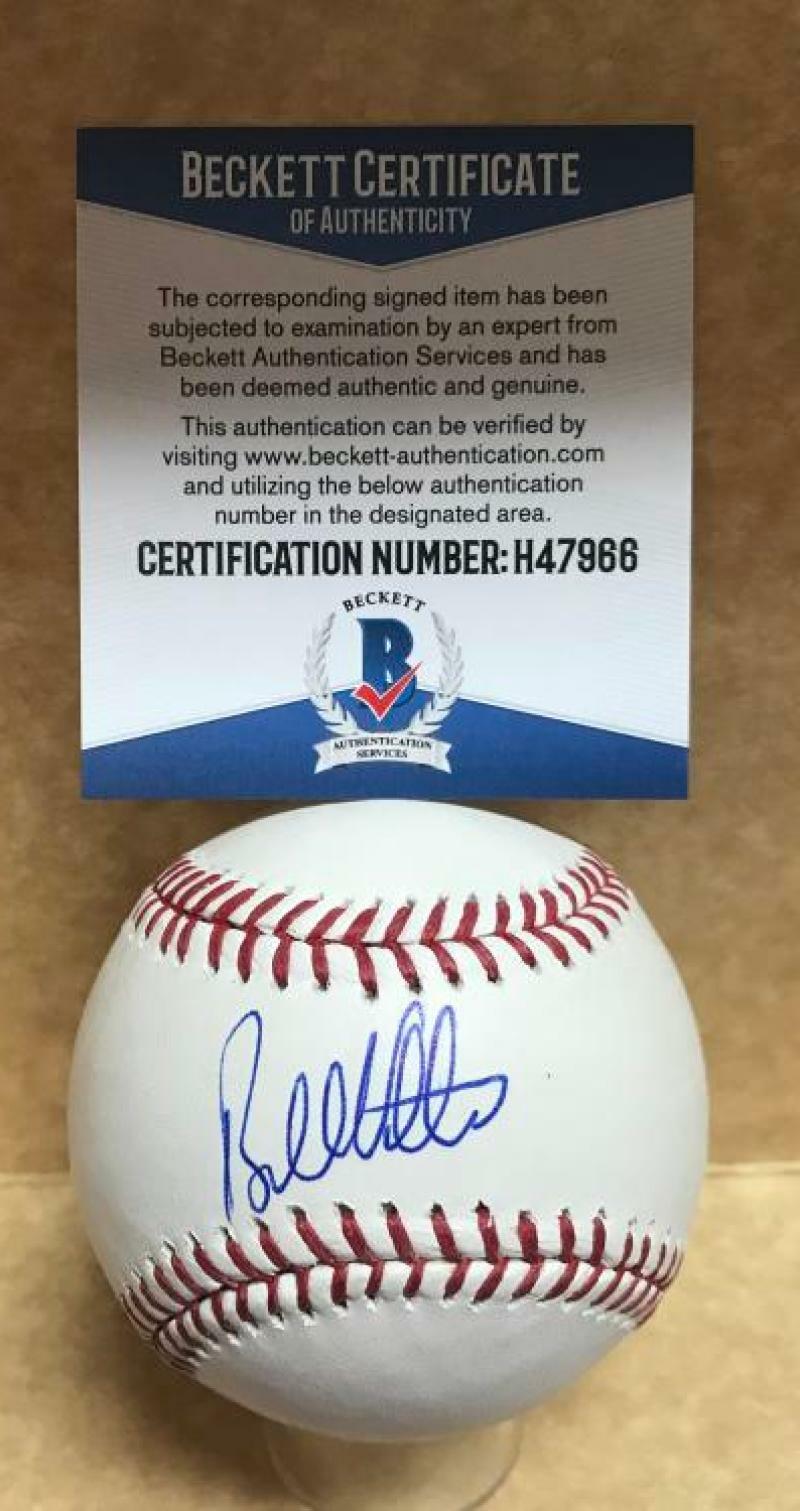 BECKETT CERTIFICATE
OF AUTHENTICITY
The corresponding signed item has been
subjected to examination by an expert from
Beckett Authentication Services and has
been deemed authentic and genuine.
This authentication can be verified by
visiting www.beckett-authentication.com
and utilizing the below authentication
number in the designated area.
CERTIFICATION NUMBER: H47966
BECKETT
B
AUTHENTICATION
SERVICES